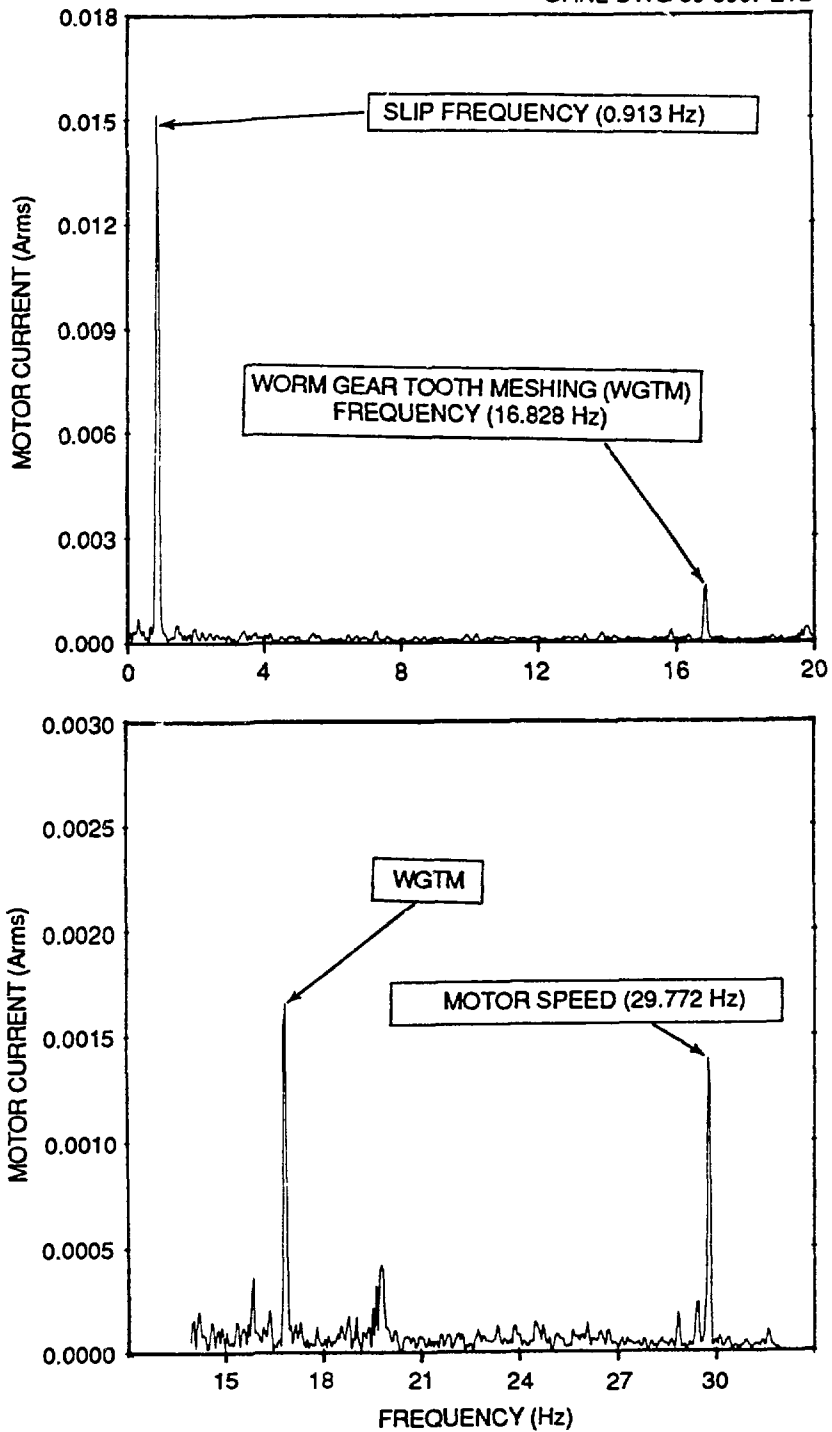 0.018
SLIP FREQUENCY (0.913 Hz)
0.015
0.012
0.009
WORM GEAR TOOTH MESHING (WGTM)
FREQUENCY (16.828 Hz)
0.006
0.003
0.000
MOTOR CURRENT (Arms)
0 4 8 12 16 20
0.0030
0.0025
WGTM
0.0020
MOTOR SPEED (29.772 Hz)
0.0015
0.0010
0.0005
0.0000
MOTOR CURRENT (Arms)
15 18 21 24 27 30
FREQUENCY (Hz)